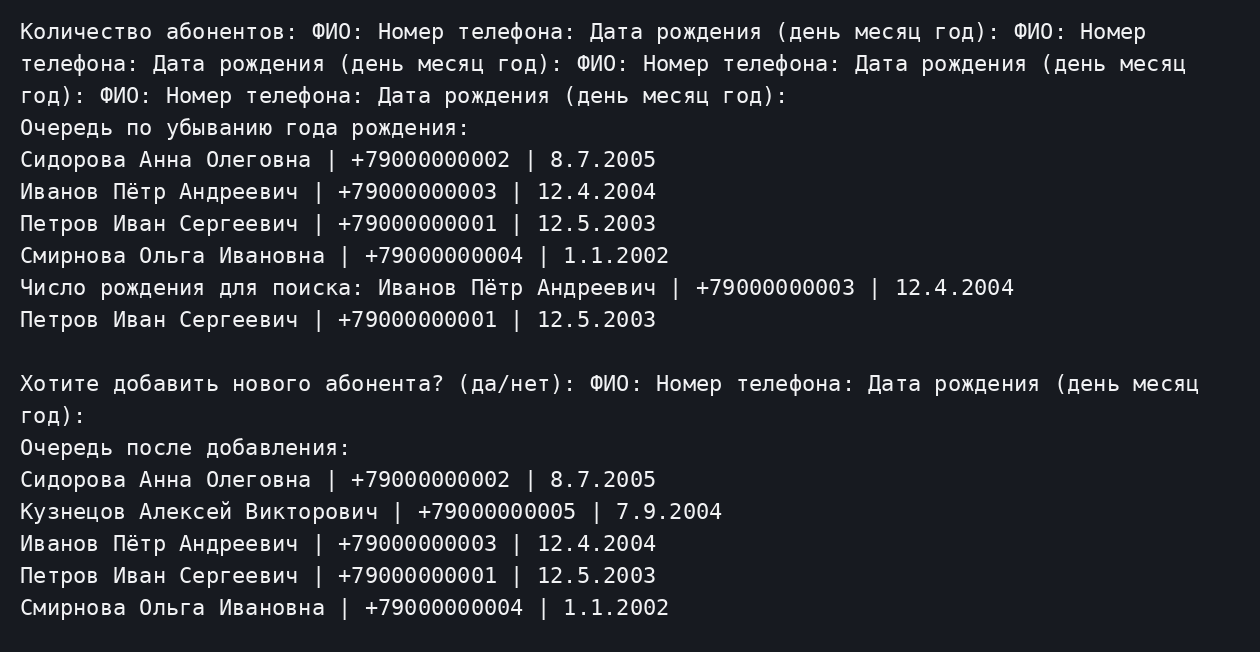 Количество абонентов: ФИО: Номер телефона: Дата рождения (день месяц год): ФИО: Номер
телефона: Дата рождения (день месяц год): ФИО: Номер телефона: Дата рождения (день месяц
год): ФИО: Номер телефона: Дата рождения (день месяц год):
Очередь по убыванию года рождения:
Сидорова Анна Олеговна | +79000000002 | 8.7.2005
Иванов Пётр Андреевич | +79000000003 | 12.4.2004
Петров Иван Сергеевич | +79000000001 | 12.5.2003
Смирнова Ольга Ивановна | +79000000004 | 1.1.2002
Число рождения для поиска: Иванов Пётр Андреевич | +79000000003 | 12.4.2004
Петров Иван Сергеевич | +79000000001 | 12.5.2003
Хотите добавить нового абонента? (да/нет): ФИО: Номер телефона: Дата рождения (день месяц
год):
Очередь после добавления:
Сидорова Анна Олеговна | +79000000002 | 8.7.2005
Кузнецов Алексей Викторович | +79000000005 | 7.9.2004
Иванов Пётр Андреевич | +79000000003 | 12.4.2004
Петров Иван Сергеевич | +79000000001 | 12.5.2003
Смирнова Ольга Ивановна | +79000000004 | 1.1.2002